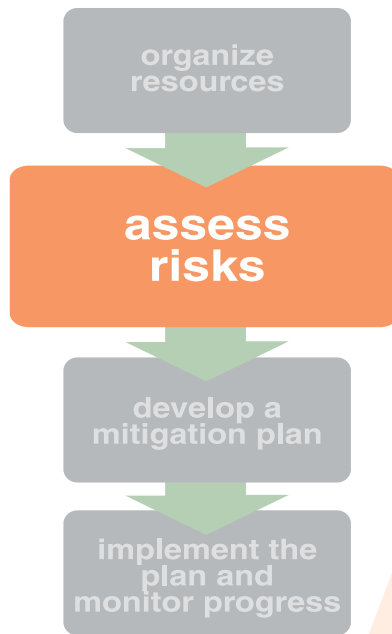 organize
resources
assess
risks
develop a
mitigation plan
implement the
plan and
monitor progress